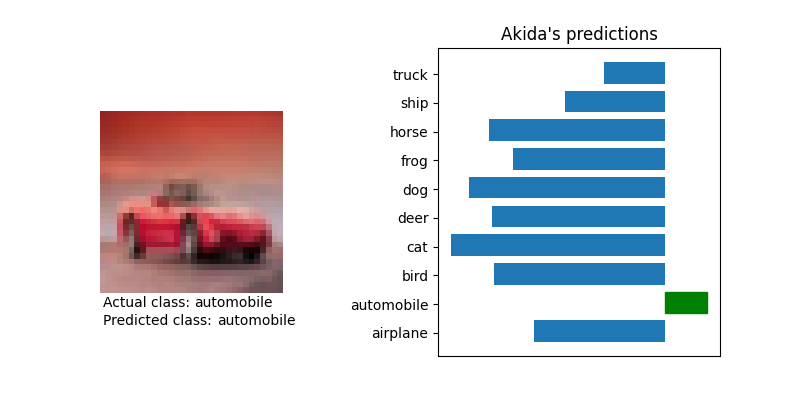 Akida's predictions
truck
ship
horse
frog
dog
deer
cat
bird
automobile
airplane
Actual class: automobile
Predicted class: automobile